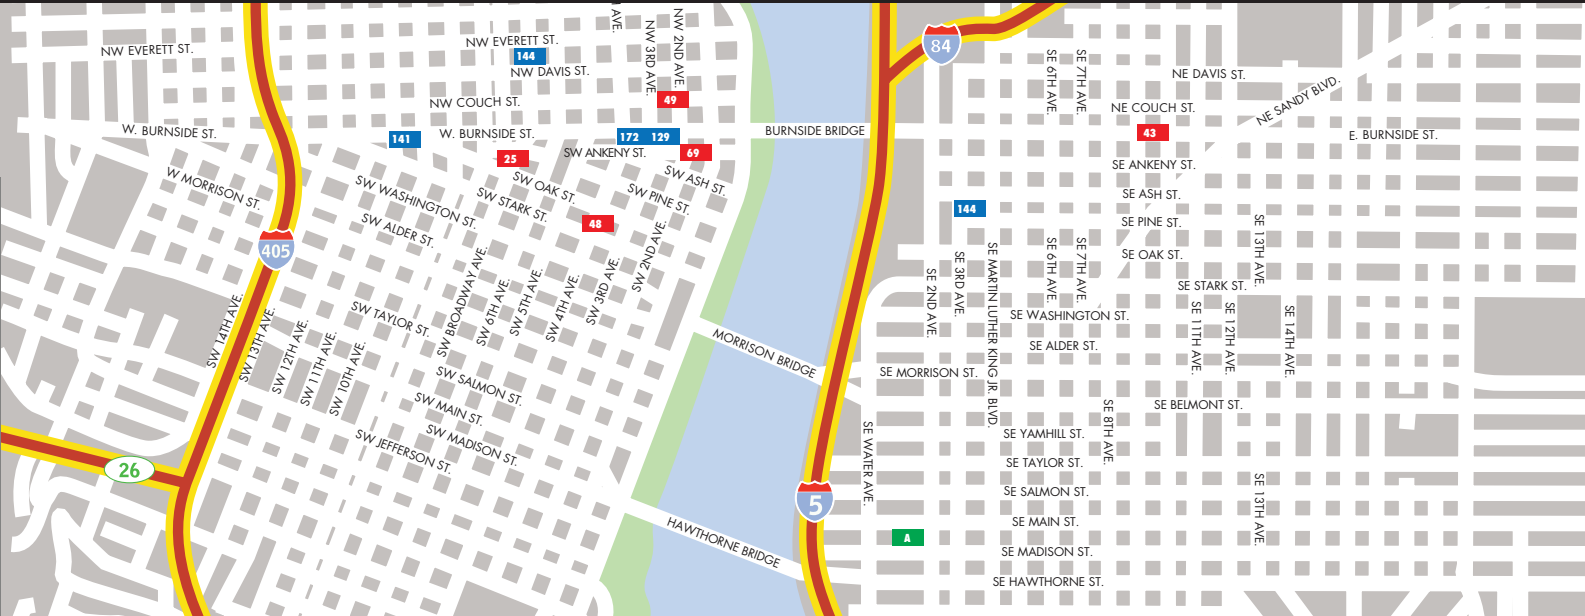 H AVE.
NW 3RD AVE.
NW 2ND AVE.
NW EVERETT ST.
NW EVERETT ST.
144
NW DAVIS ST.
84
SE 6TH AVE.
SE 7TH AVE.
NE DAVIS ST.
NE SANDY BLVD.
NW COUCH ST.
49
NE COUCH ST.
W. BURNSIDE ST.
141
W. BURNSIDE ST.
172 129
BURNSIDE BRIDGE
43
E. BURNSIDE ST.
25
SW ANKENY ST.
69
SE ANKENY ST.
W MORRISON ST.
SW WASHINGTON ST.
SW OAK ST.
SW ASH ST.
SW STARK ST.
SW PINE ST.
SE ASH ST.
144
SW ALDER ST.
48
SE PINE ST.
405
SE 13TH AVE.
SE OAK ST.
SW BROADWAY AVE.
SW 6TH AVE.
SW 5TH AVE.
SW 4TH AVE.
SW 3RD AVE.
SW 2ND AVE.
SE 2ND AVE.
SE 3RD AVE.
SE MARTIN LUTHER KING JR. BLVD.
SE 6TH AVE.
SE 7TH AVE.
SE STARK ST.
SW 14TH AVE.
SW 13TH AVE.
SW 12TH AVE.
SW 11TH AVE.
SW 10TH AVE.
SW TAYLOR ST.
SE WASHINGTON ST.
SE 11TH AVE.
SE 12TH AVE.
SE 14TH AVE.
MORRISON BRIDGE
SE ALDER ST.
SE MORRISON ST.
SW SALMON ST.
SW MAIN ST.
SE BELMONT ST.
SE 8TH AVE.
SW JEFFERSON ST.
SW MADISON ST.
SE WATER AVE.
SE YAMHILL ST.
26
SE TAYLOR ST.
5
SE SALMON ST.
SE 13TH AVE.
HAWTHORNE BRIDGE
SE MAIN ST.
A
SE MADISON ST.
SE HAWTHORNE ST.